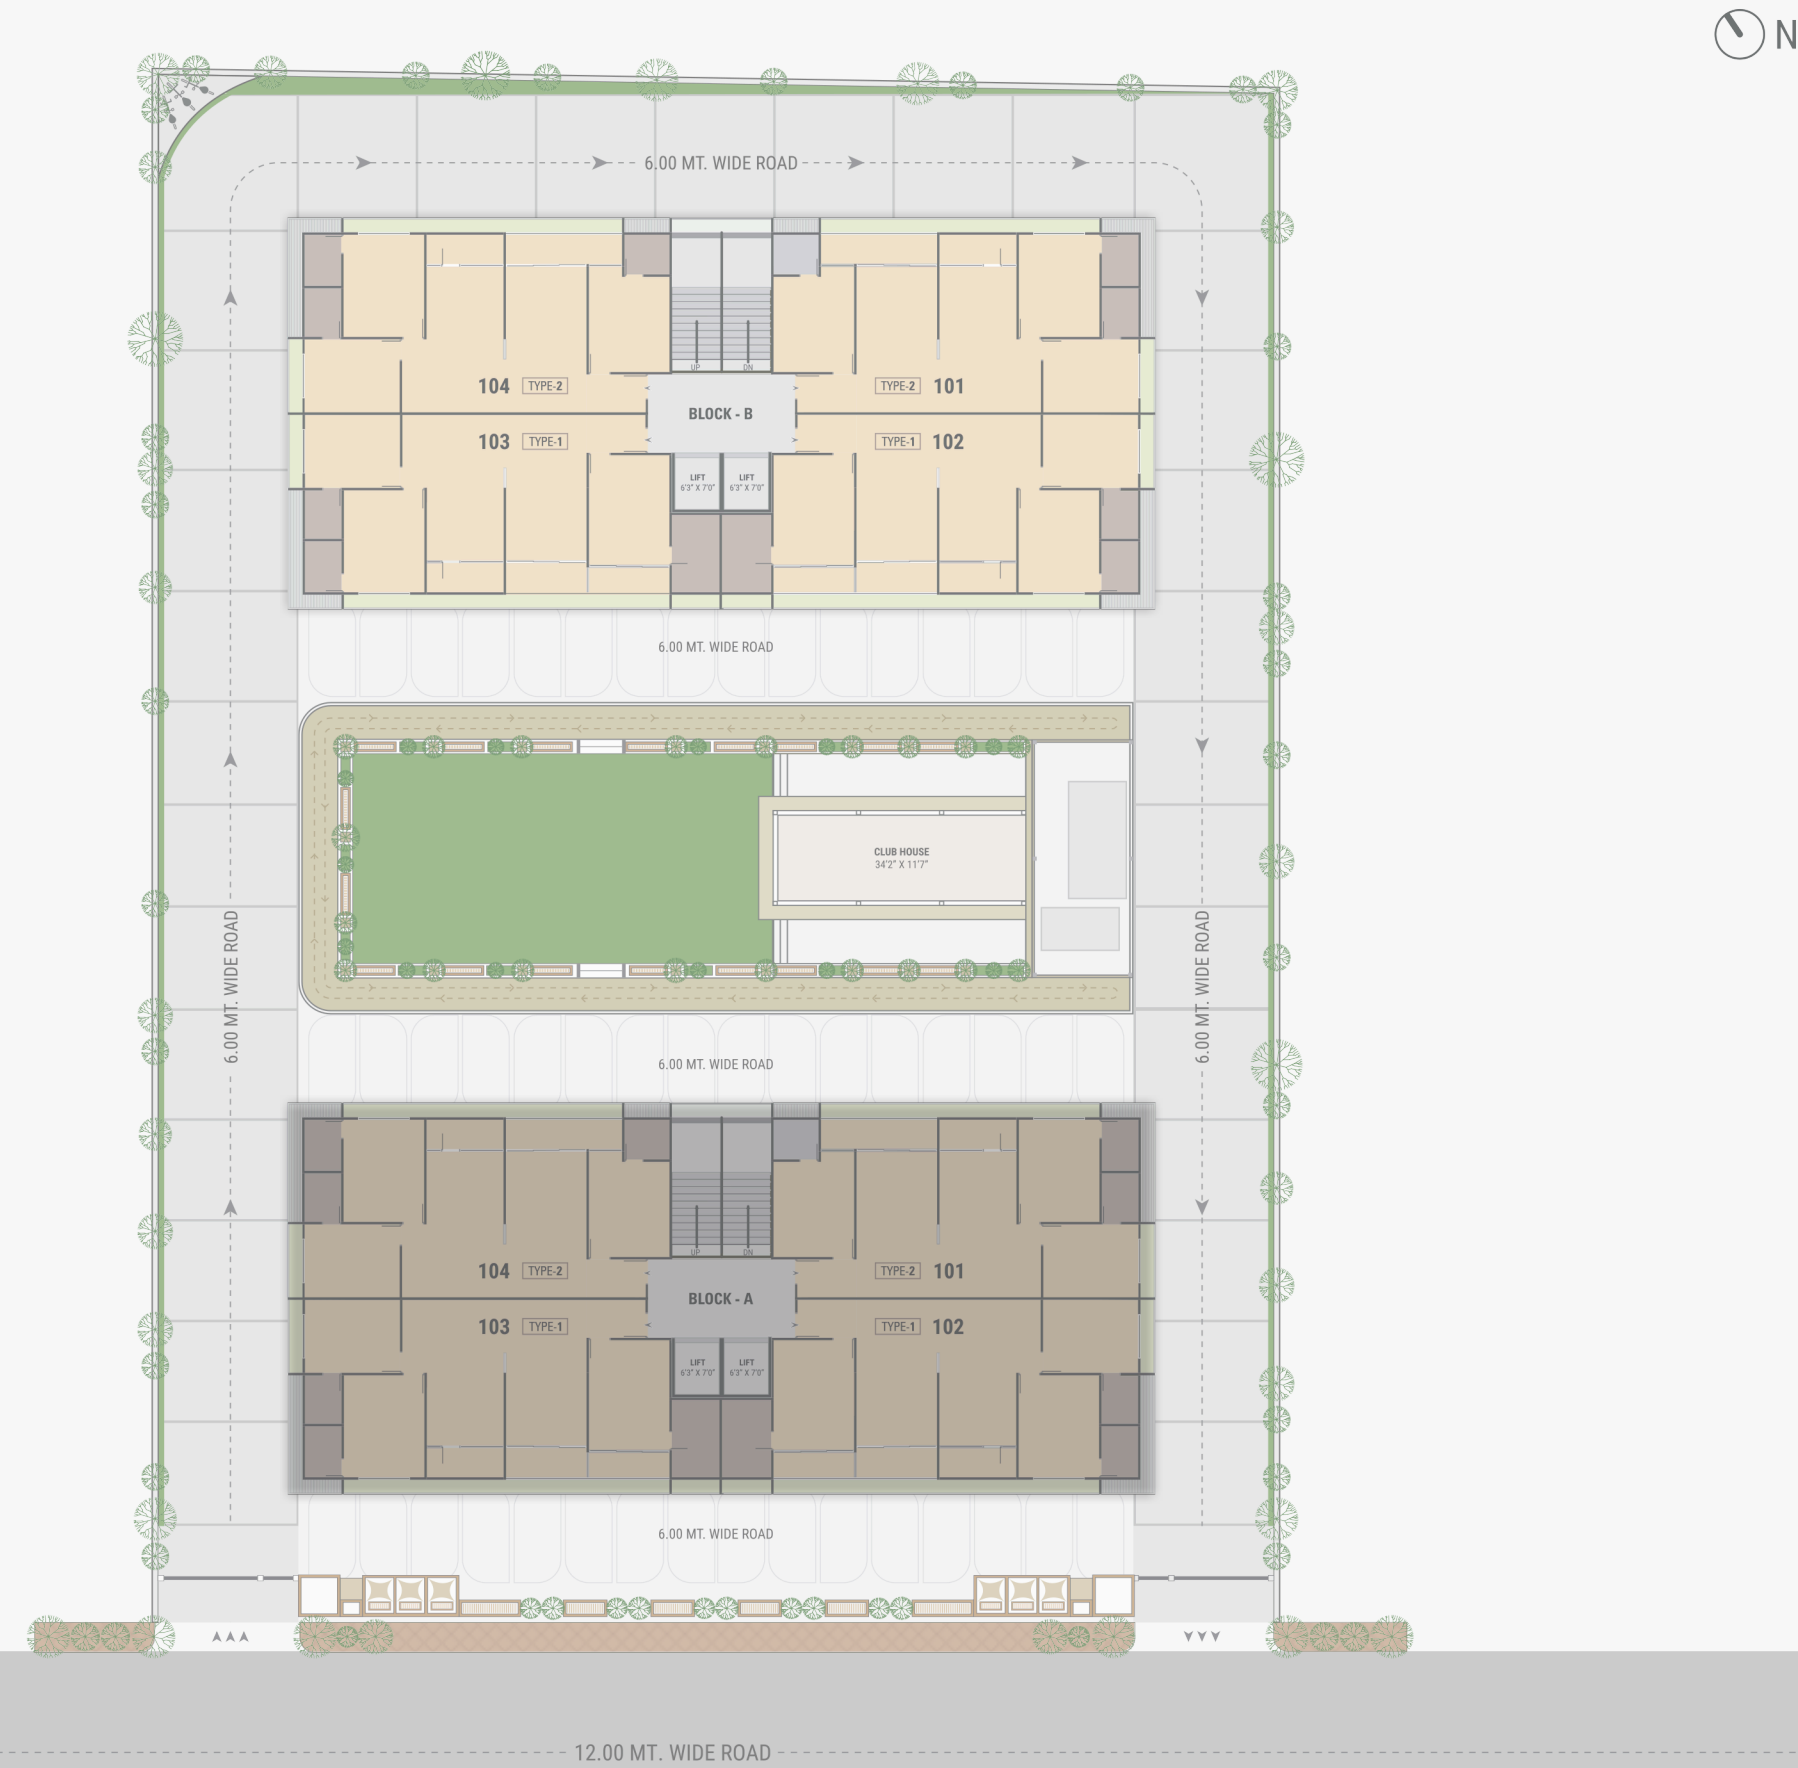 N
6.00 MT. WIDE ROAD
UP
DN
104 TYPE-2
TYPE-2 101
BLOCK - B
103 TYPE-1
TYPE-1 102
LIFT
6'3" X 7'0"
LIFT
6'3" X 7'0"
6.00 MT. WIDE ROAD
CLUB HOUSE
34'2" X 11'7"
6.00 MT. WIDE ROAD
6.00 MT. WIDE ROAD
6.00 MT. WIDE ROAD
UP
DN
104 TYPE-2
TYPE-2 101
BLOCK - A
103 TYPE-1
TYPE-1 102
LIFT
6'3" X 7'0"
LIFT
6'3" X 7'0"
6.00 MT. WIDE ROAD
12.00 MT. WIDE ROAD